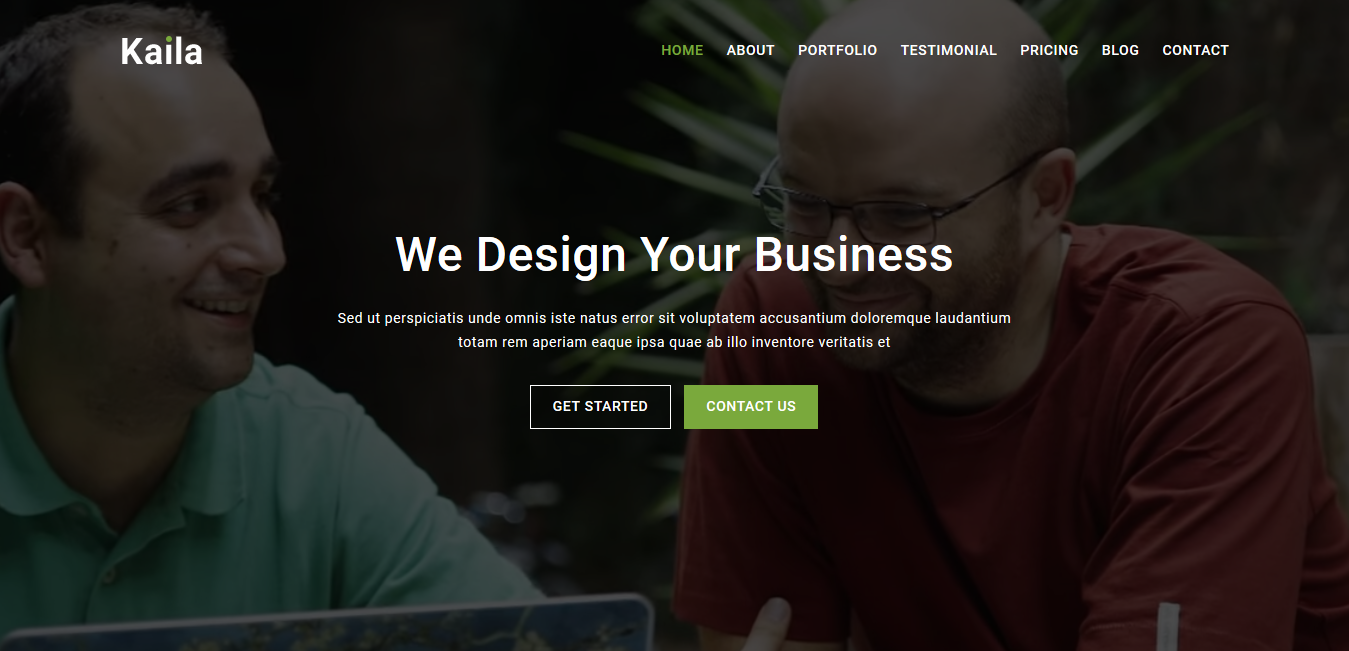 Kaila
HOME ABOUT PORTFOLIO TESTIMONIAL PRICING BLOG CONTACT
We Design Your Business
Sed ut perspiciatis unde omnis iste natus error sit voluptatem accusantium doloremque laudantium
totam rem aperiam eaque ipsa quae ab illo inventore veritatis et
GET STARTED CONTACT US